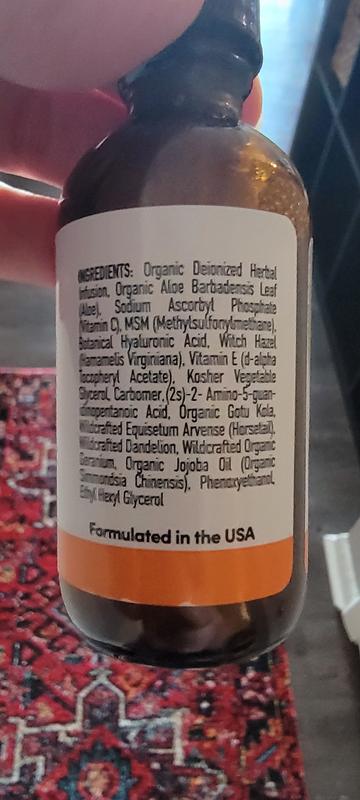 INGREDIENTS: Organic Deionized Herbal
Infusion, Organic Aloe Barbadensis Leaf
(Aloe), Sodium Ascorbyl Phosphate
(Vitamin C), MSM (Methylsulfonylmethane),
Botanical Hyaluronic Acid, Witch Hazel
(Hamamelis Virginiana), Vitamin E (d-alpha
Tocopheryl Acetate), Kosher Vegetable
Glycerol, Carbomer,(2s)-2- Amino-5-guan-
idinopentanoic Acid, Organic Gotu Kola,
Wildcrafted Equisetum Arvense (Horsetail),
Wildcrafted Dandelion, Wildcrafted Organic
Geranium, Organic Jojoba Oil (Organic
Simmondsia Chinensis), Phenoxyethanol,
Ethyl Hexyl Glycerol
Formulated in the USA